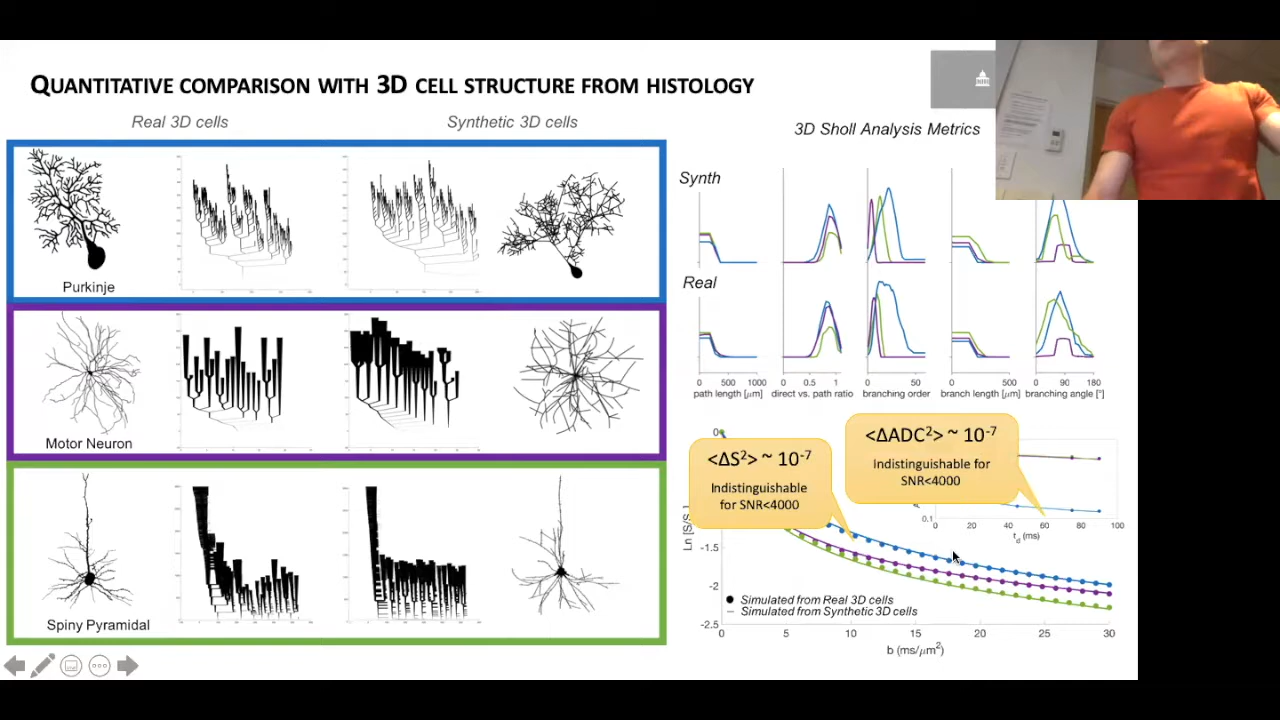 QUANTITATIVE COMPARISON WITH 3D CELL STRUCTURE FROM HISTOLOGY
Real 3D cells
Synthetic 3D cells
Purkinje
Motor Neuron
Spiny Pyramidal
3D Sholl Analysis Metrics
Synth
Real
0 500 1000
path length [μm]
0 0.5 1
direct vs. path ratio
0 50
branching order
0 500
branch length [μm]
0 90 180
branching angle [°]
<ΔS²> ~ 10⁻⁷
Indistinguishable
for SNR<4000
<ΔADC²> ~ 10⁻⁷
Indistinguishable for
SNR<4000
0.1
0 20 40 60 80 100
t_d (ms)
Ln [S/S
0
-1.5
-2
-2.5
Simulated from Real 3D cells
Simulated from Synthetic 3D cells
0 5 10 15 20 25 30
b (ms/μm²)